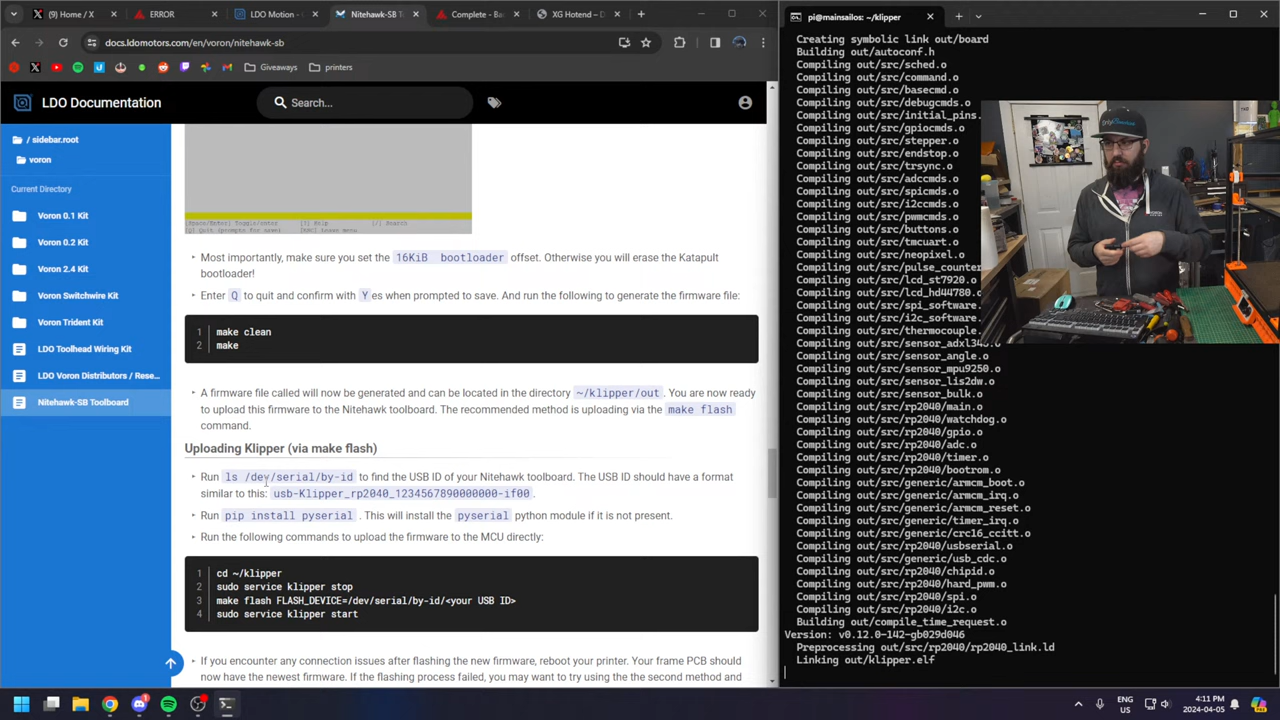 ERROR
LDO Motion -
Nitehawk-SB T
Complete - Ba
XG Hotend – D
docs.ldomotors.com/en/voron/nitehawk-sb
Giveaways
printers
LDO Documentation
Search...
/ sidebar.root
voron
Current Directory
Voron 0.1 Kit
Voron 0.2 Kit
Voron 2.4 Kit
Voron Switchwire Kit
Voron Trident Kit
LDO Toolhead Wiring Kit
LDO Voron Distributors / Rese...
Nitehawk-SB Toolboard
Most importantly, make sure you set the 16KiB bootloader offset. Otherwise you will erase the Katapult
bootloader!
Enter Q to quit and confirm with Y es when prompted to save. And run the following to generate the firmware file:
1 make clean
2 make
A firmware file called will now be generated and can be located in the directory ~/klipper/out . You are now ready
to upload this firmware to the Nitehawk toolboard. The recommended method is uploading via the make flash
command.
Uploading Klipper (via make flash)
Run ls /dev/serial/by-id to find the USB ID of your Nitehawk toolboard. The USB ID should have a format
similar to this: usb-Klipper_rp2040_1234567890000000-if00 .
Run pip install pyserial . This will install the pyserial python module if it is not present.
Run the following commands to upload the firmware to the MCU directly:
1 cd ~/klipper
2 sudo service klipper stop
3 make flash FLASH_DEVICE=/dev/serial/by-id/<your USB ID>
4 sudo service klipper start
If you encounter any connection issues after flashing the new firmware, reboot your printer. Your frame PCB should
now have the newest firmware. If the flashing process failed, you may want to try using the the second method and
pi@mainsailos: ~/klipper
Creating symbolic link out/board
Building out/autoconf.h
Compiling out/src/sched.o
Compiling out/src/command.o
Compiling out/src/basecmd.o
Compiling out/src/debugcmds.o
Compiling out/src/initial_pins.
Compiling out/src/gpiocmds.o
Compiling out/src/stepper.o
Compiling out/src/endstop.o
Compiling out/src/trsync.o
Compiling out/src/adccmds.o
Compiling out/src/spicmds.o
Compiling out/src/i2ccmds.o
Compiling out/src/pwmcmds.o
Compiling out/src/buttons.o
Compiling out/src/tmcuart.o
Compiling out/src/neopixel.o
Compiling out/src/pulse_counter
Compiling out/src/lcd_st7920.o
Compiling out/src/lcd_hd44780.o
Compiling out/src/spi_software.
Compiling out/src/i2c_software.
Compiling out/src/thermocouple.
Compiling out/src/sensor_adxl345.o
Compiling out/src/sensor_angle.o
Compiling out/src/sensor_mpu9250.o
Compiling out/src/sensor_lis2dw.o
Compiling out/src/sensor_bulk.o
Compiling out/src/rp2040/main.o
Compiling out/src/rp2040/watchdog.o
Compiling out/src/rp2040/gpio.o
Compiling out/src/rp2040/adc.o
Compiling out/src/rp2040/timer.o
Compiling out/src/rp2040/bootrom.o
Compiling out/src/generic/armcm_boot.o
Compiling out/src/generic/armcm_irq.o
Compiling out/src/generic/armcm_reset.o
Compiling out/src/generic/timer_irq.o
Compiling out/src/generic/crc16_ccitt.o
Compiling out/src/rp2040/usbserial.o
Compiling out/src/generic/usb_cdc.o
Compiling out/src/rp2040/chipid.o
Compiling out/src/rp2040/hard_pwm.o
Compiling out/src/rp2040/spi.o
Compiling out/src/rp2040/i2c.o
Building out/compile_time_request.o
Version: v0.12.0-142-gb029d046
Preprocessing out/src/rp2040/rp2040_link.ld
Linking out/klipper.elf
ENG
US
4:11 PM
2024-04-05